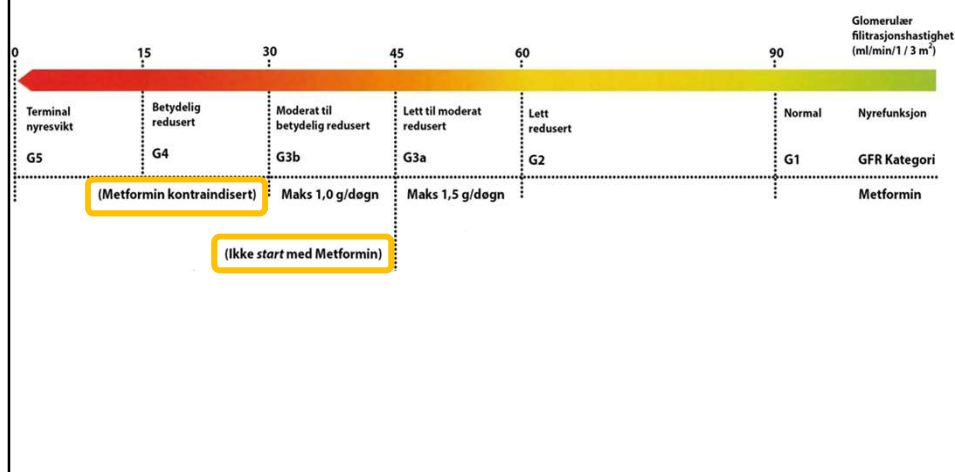 Glomerulær
filitrasjonshastighet
(ml/min/1 / 3 m²)
0 15 30 45 60 90
Terminal
nyresvikt
G5
Betydelig
redusert
G4
Moderat til
betydelig redusert
G3b
Lett til moderat
redusert
G3a
Lett
redusert
G2
Normal
G1
Nyrefunksjon
GFR Kategori
(Metformin kontraindisert) Maks 1,0 g/døgn Maks 1,5 g/døgn Metformin
(Ikke start med Metformin)